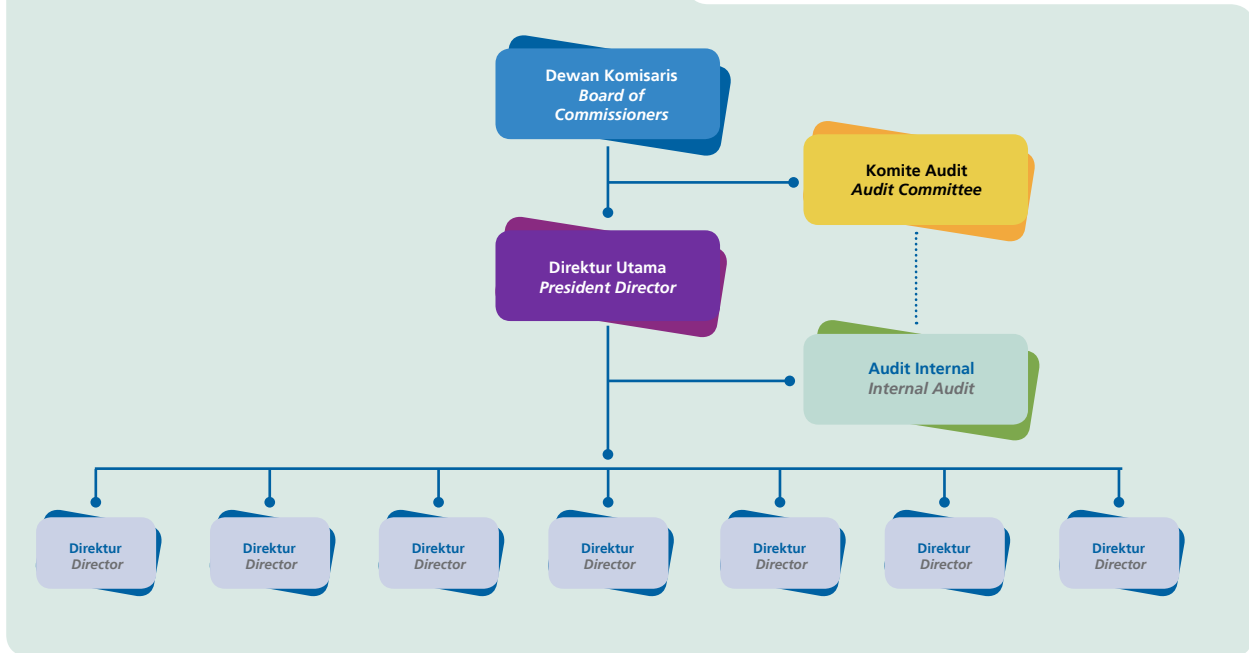 Dewan Komisaris
Board of
Commissioners
Komite Audit
Audit Committee
Direktur Utama
President Director
Audit Internal
Internal Audit
Direktur
Director
Direktur
Director
Direktur
Director
Direktur
Director
Direktur
Director
Direktur
Director
Direktur
Director